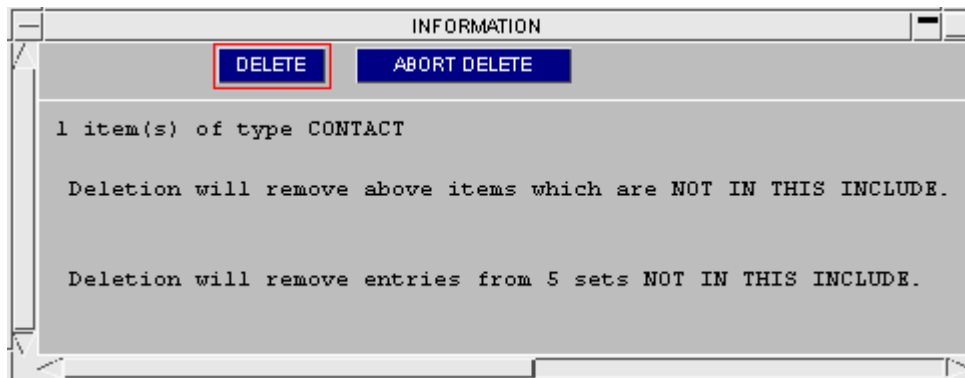 INFORMATION
DELETE ABORT DELETE
1 item(s) of type CONTACT
Deletion will remove above items which are NOT IN THIS INCLUDE.
Deletion will remove entries from 5 sets NOT IN THIS INCLUDE.